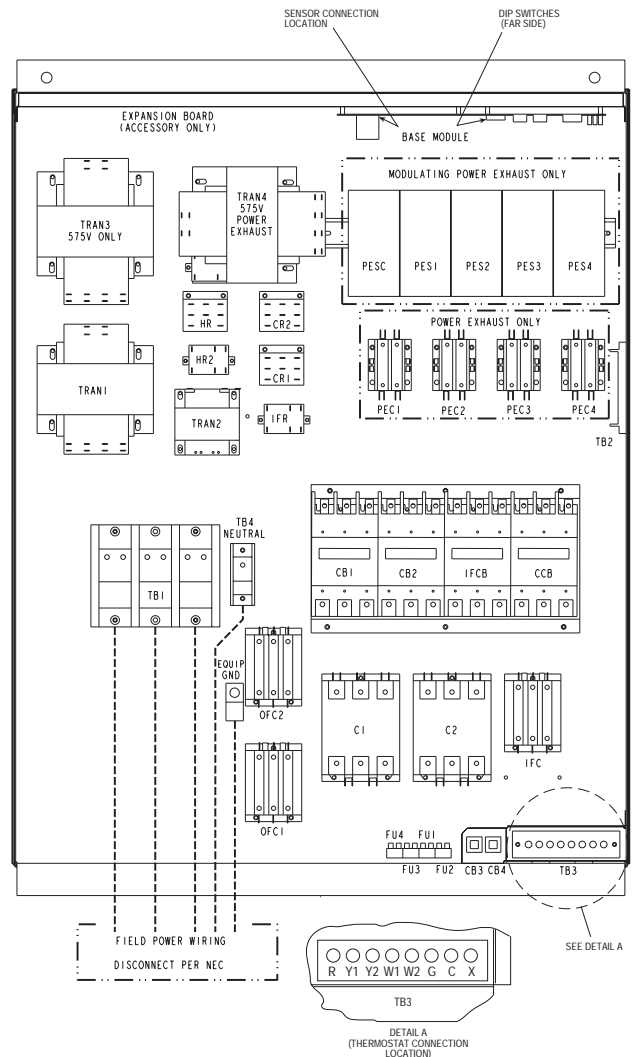 SENSOR CONNECTION
LOCATION
DIP SWITCHES
(FAR SIDE)
EXPANSION BOARD
(ACCESSORY ONLY)
BASE MODULE
MODULATING POWER EXHAUST ONLY
TRAN3
575V ONLY
TRAN4
575V
POWER
EXHAUST
PESC
PES1
PES2
PES3
PES4
HR
CR2
POWER EXHAUST ONLY
HR2
CR1
TRAN1
TRAN2
IFR
PEC1
PEC2
PEC3
PEC4
TB2
TB4
NEUTRAL
TB1
CB1
CB2
IFCB
CCB
EQUIP
GND
OFC2
C1
C2
IFC
OFC1
FU4
FU1
FU3
FU2
CB3
CB4
TB3
FIELD POWER WIRING
DISCONNECT PER NEC
SEE DETAIL A
R Y1 Y2 W1 W2 G C X
TB3
DETAIL A
(THERMOSTAT CONNECTION
LOCATION)